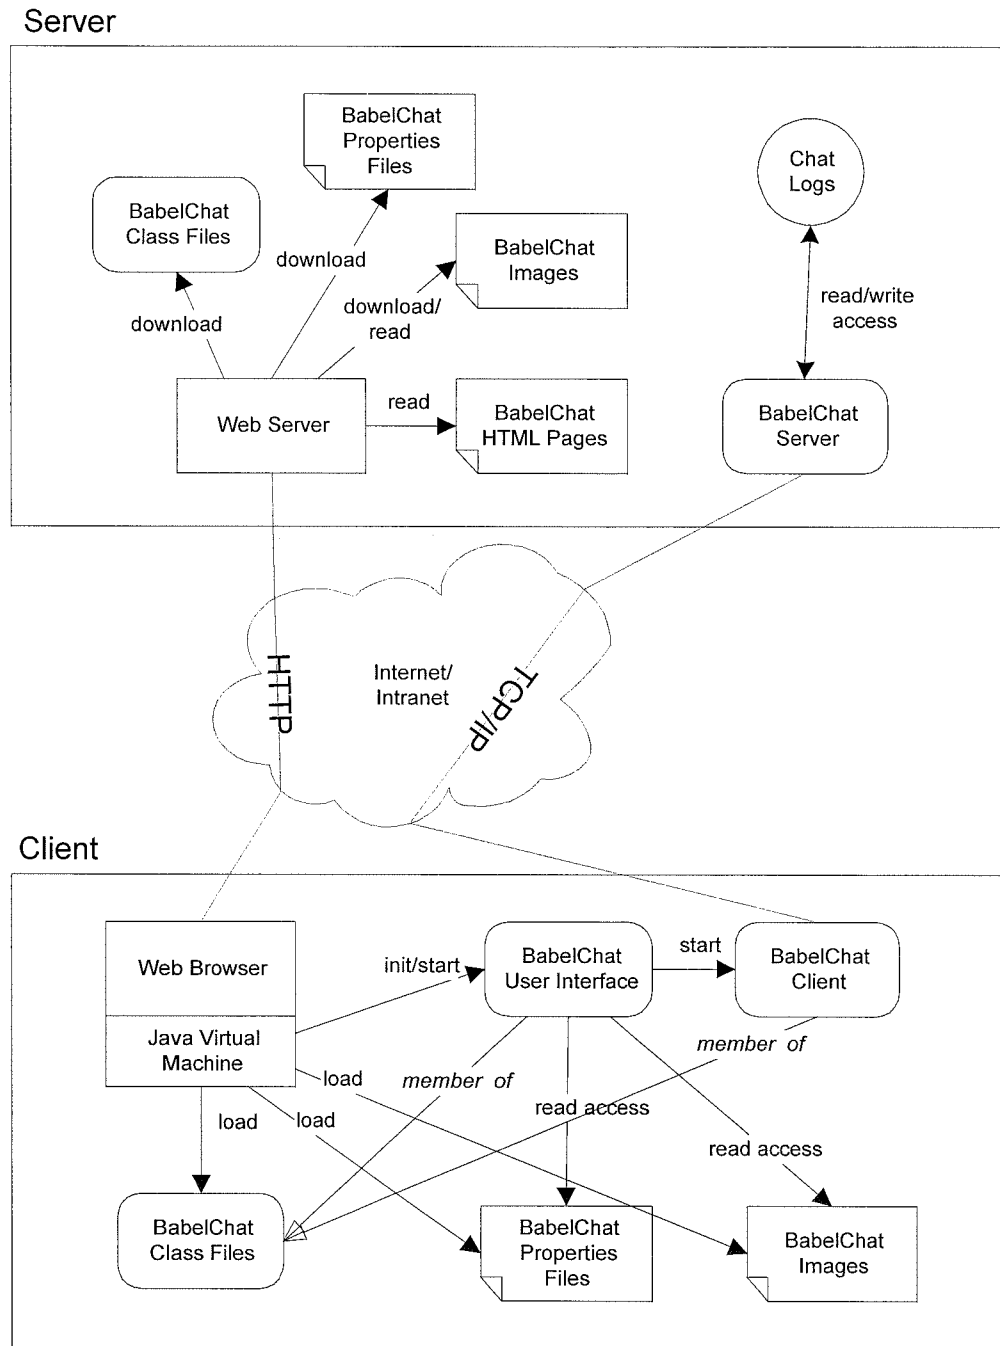 Server
BabelChat
Properties
Files
Chat
Logs
BabelChat
Class Files
download
BabelChat
Images
download
download/
read
read/write
access
Web Server
read
BabelChat
HTML Pages
BabelChat
Server
HTTP
Internet/
Intranet
TCP/IP
Client
Web Browser
init/start
BabelChat
User Interface
start
BabelChat
Client
Java Virtual
Machine
load
member of
member of
load
load
read access
read access
BabelChat
Class Files
BabelChat
Properties
Files
BabelChat
Images